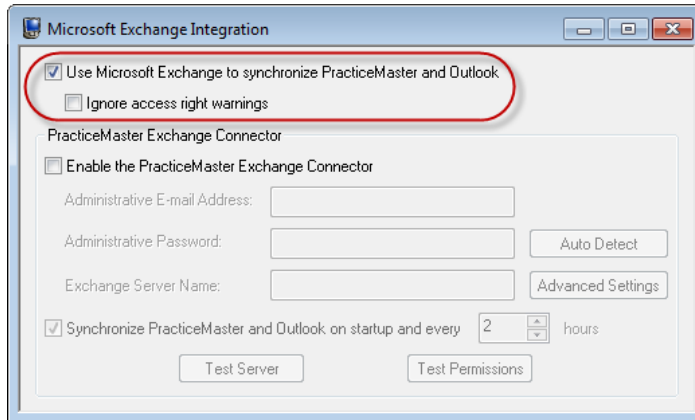 Microsoft Exchange Integration
Use Microsoft Exchange to synchronize PracticeMaster and Outlook
Ignore access right warnings
PracticeMaster Exchange Connector
Enable the PracticeMaster Exchange Connector
Administrative E-mail Address:
Administrative Password:
Auto Detect
Exchange Server Name:
Advanced Settings
Synchronize PracticeMaster and Outlook on startup and every 2 hours
Test Server
Test Permissions